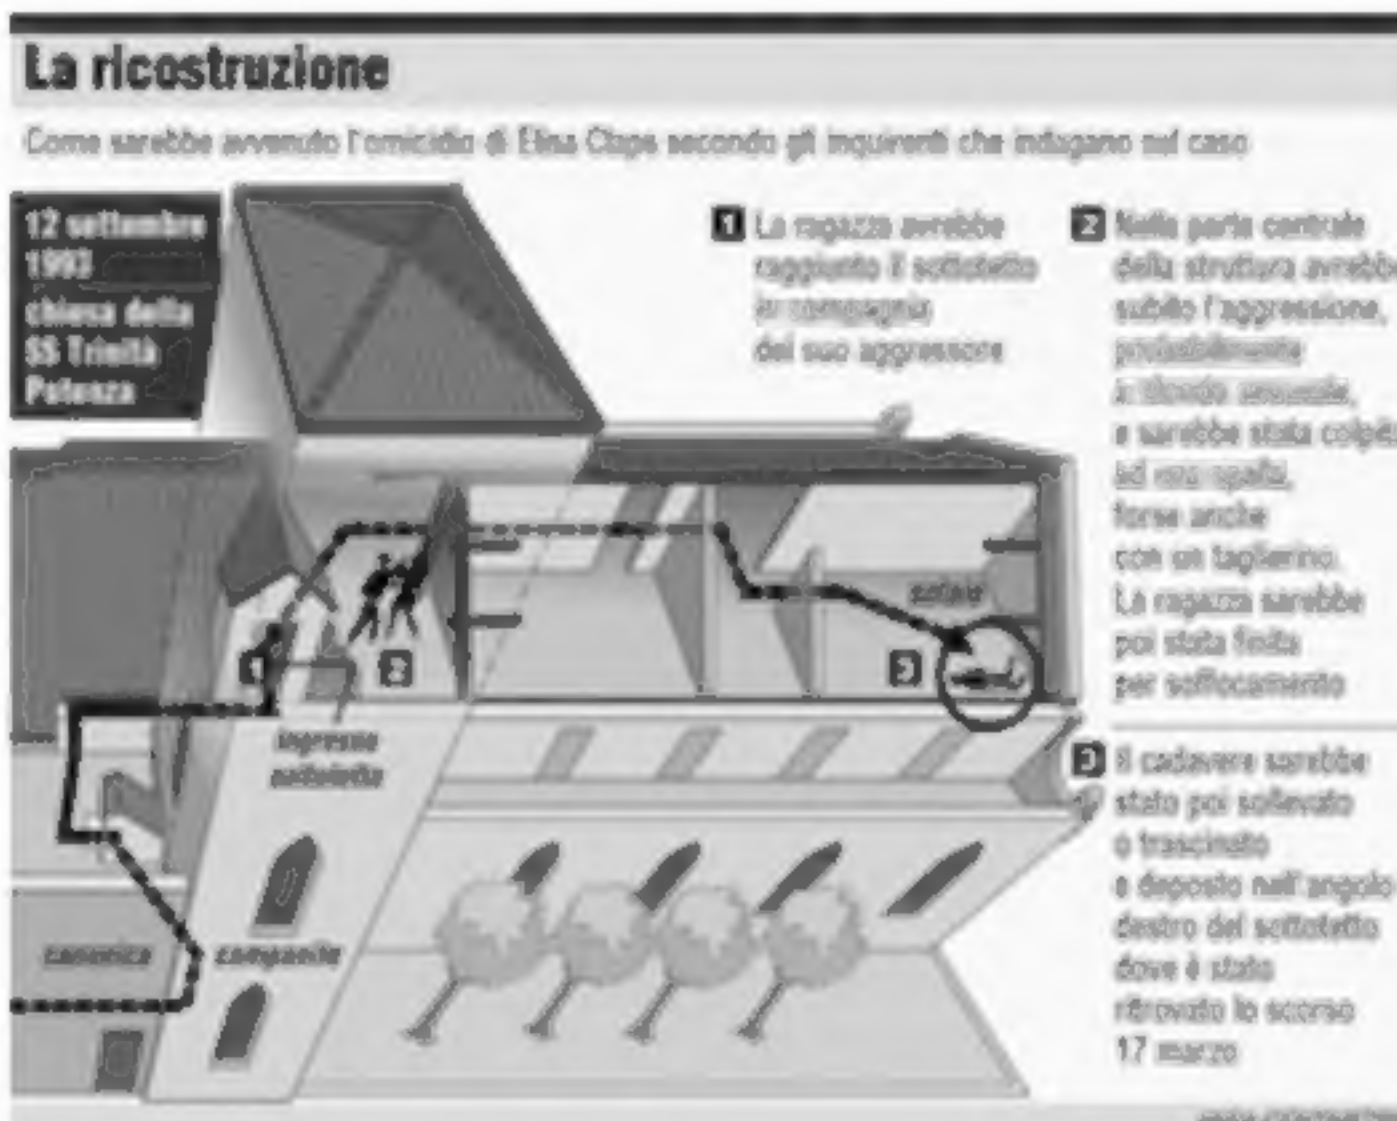 La ricostruzione
Come sarebbe avvenuto l'omicidio di Elisa Claps secondo gli inquirenti che indagano sul caso
12 settembre
1993
chiesa della
SS Trinità
Potenza
1 La ragazza avrebbe
raggiunto il sottotetto
in compagnia
del suo aggressore
2 Nella parte centrale
della struttura avrebbe
subito l'aggressione,
probabilmente
a sfondo sessuale,
e sarebbe stata colpita
forse anche
con un taglierino.
La ragazza sarebbe
poi stata finita
per soffocamento
3 Il cadavere sarebbe
stato poi sollevato
o trascinato
e deposto nell'angolo
destro del sottotetto
dove è stato
ritrovato lo scorso
17 marzo
1
2
3
solaio
ingresso
sottotetto
canonica
campanile